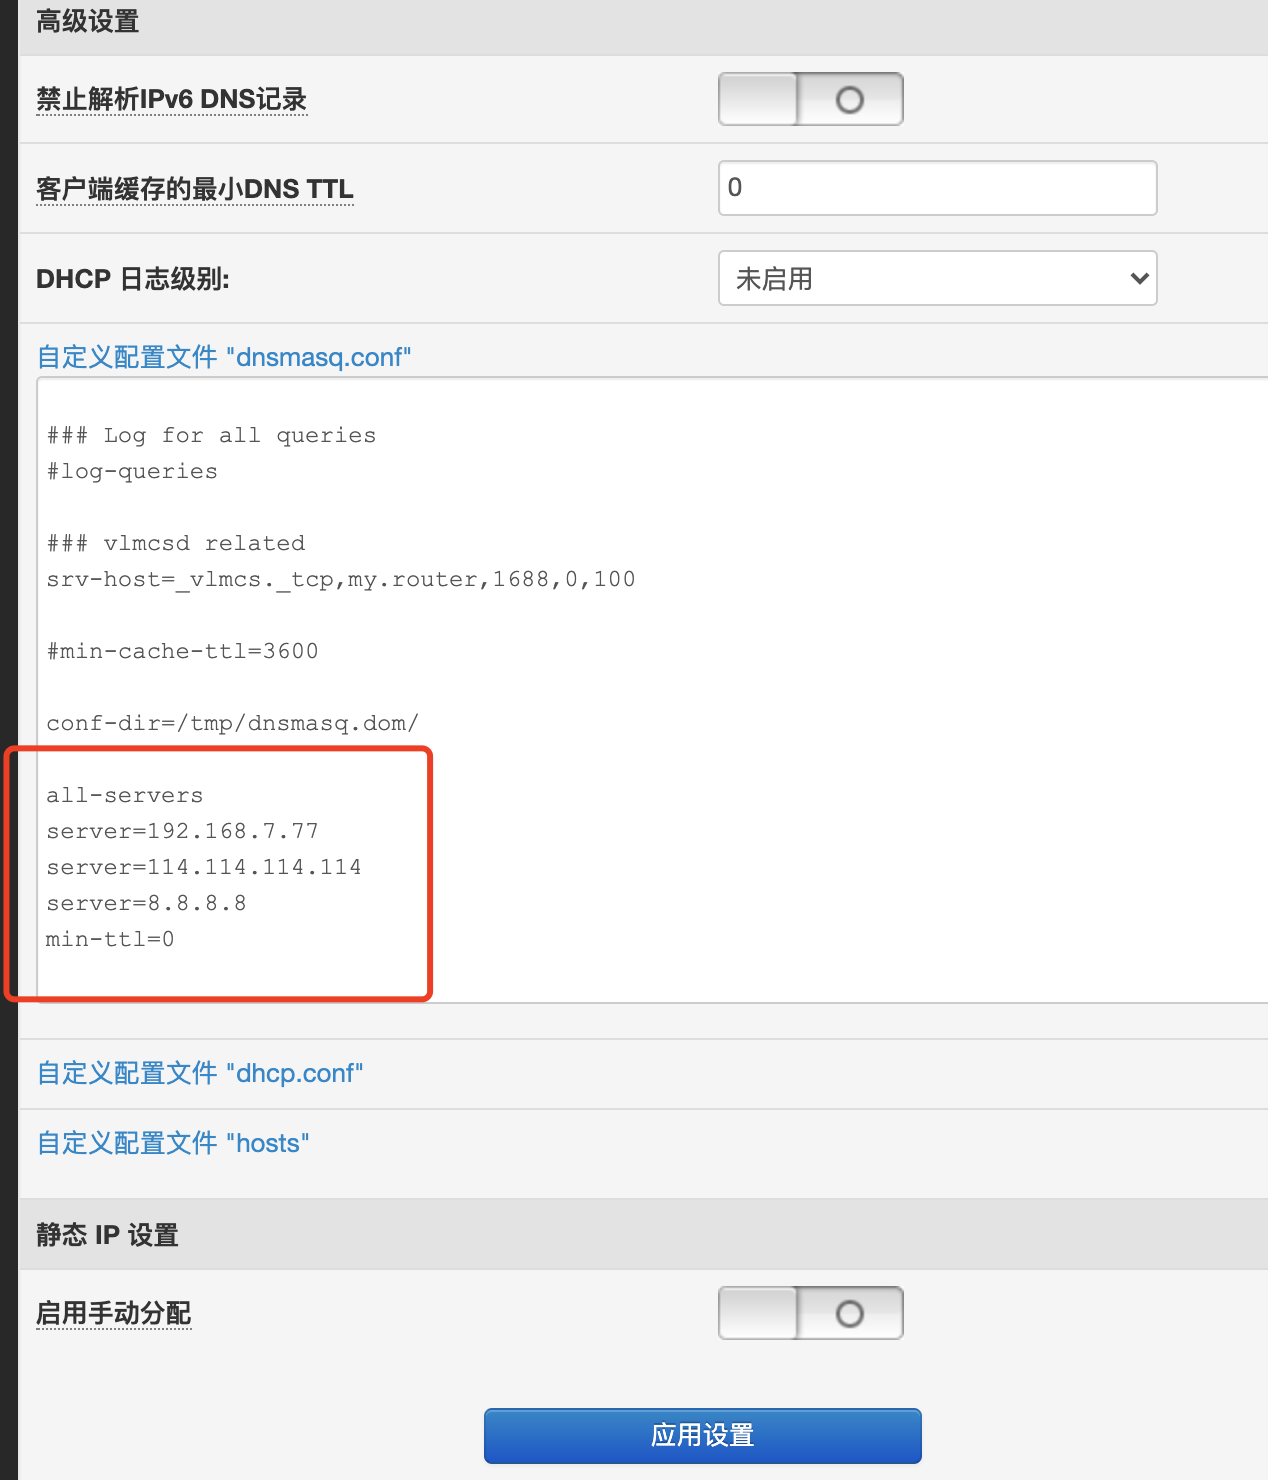 高级设置
禁止解析IPv6 DNS记录
客户端缓存的最小DNS TTL
0
DHCP 日志级别:
未启用
自定义配置文件 "dnsmasq.conf"
### Log for all queries
#log-queries
### vlmcsd related
srv-host=_vlmcs._tcp,my.router,1688,0,100
#min-cache-ttl=3600
conf-dir=/tmp/dnsmasq.dom/
all-servers
server=192.168.7.77
server=114.114.114.114
server=8.8.8.8
min-ttl=0
自定义配置文件 "dhcp.conf"
自定义配置文件 "hosts"
静态 IP 设置
启用手动分配
应用设置